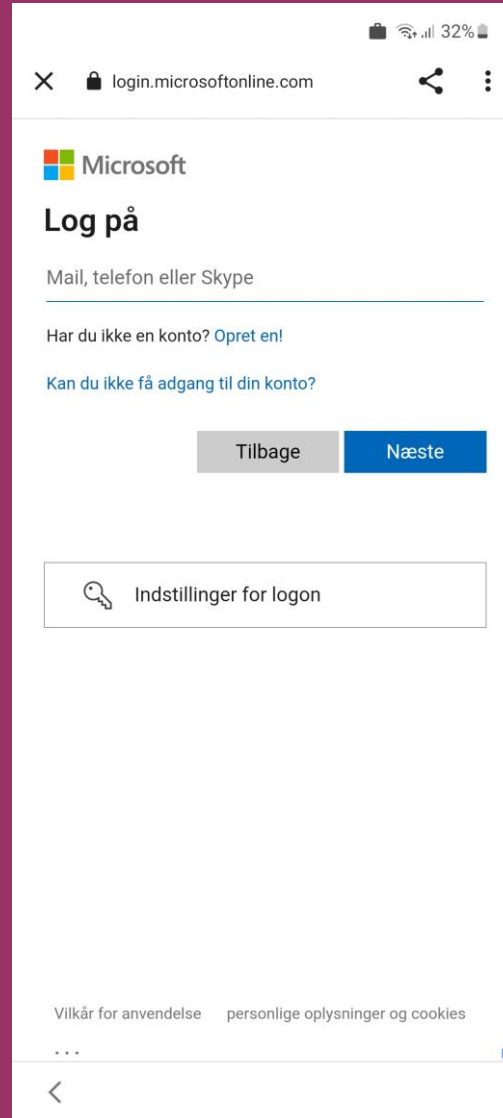 32%
login.microsoftonline.com
Microsoft
Log på
Mail, telefon eller Skype
Har du ikke en konto? Opret en!
Kan du ikke få adgang til din konto?
Tilbage Næste
Indstillinger for logon
Vilkår for anvendelse personlige oplysninger og cookies
...